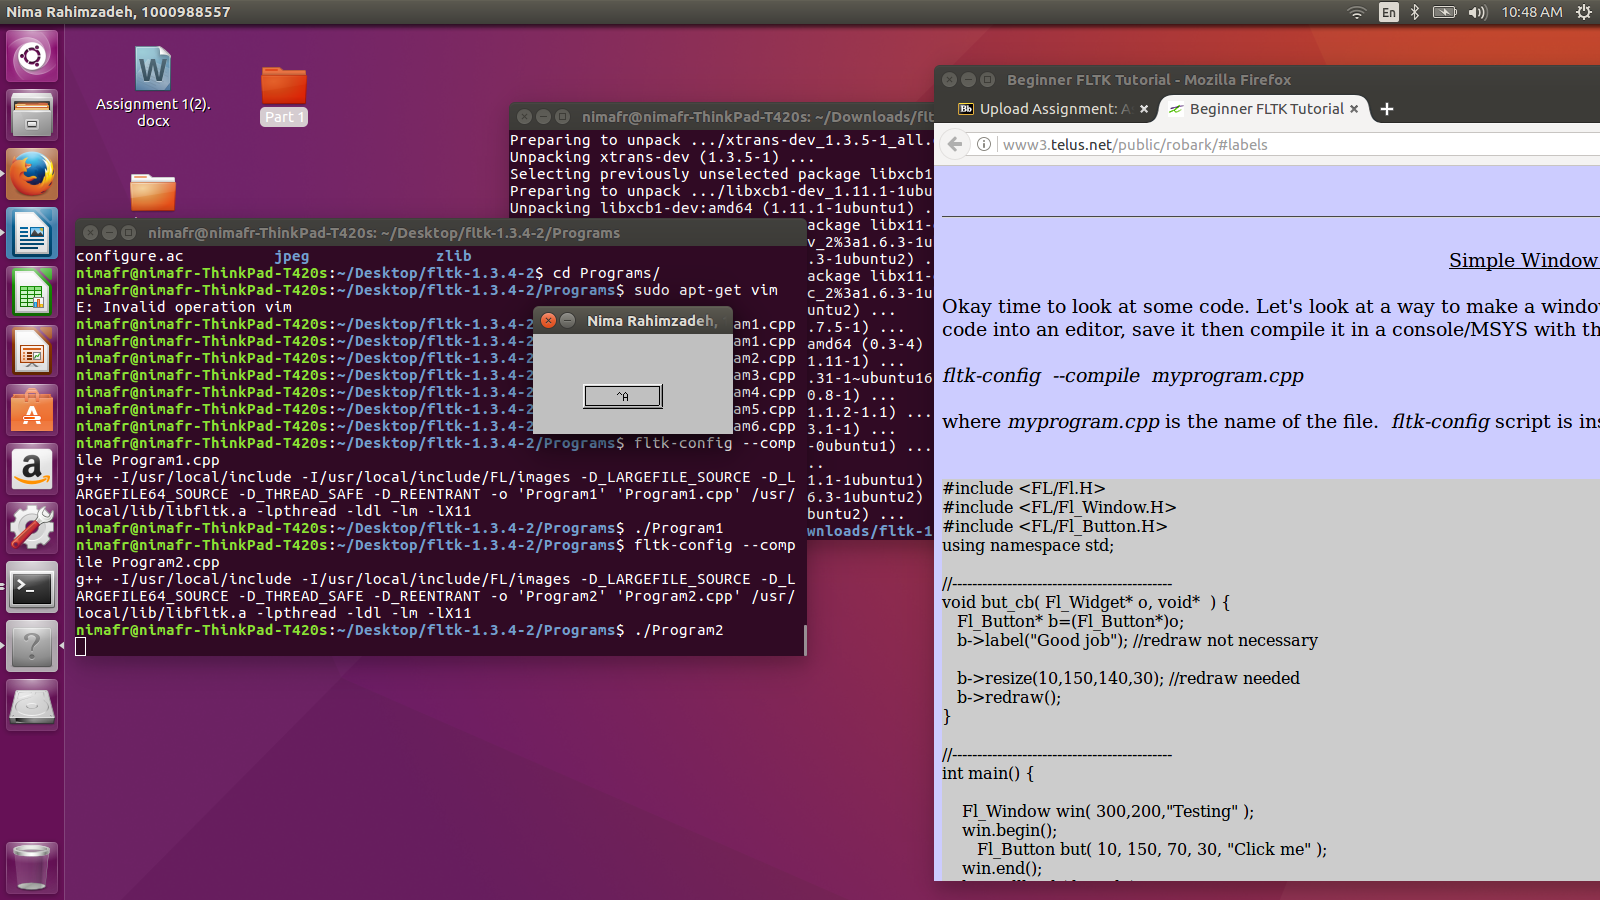 Nima Rahimzadeh, 1000988557
En
10:48 AM
Assignment 1(2).
docx
Part 1
nimafr@nimafr-ThinkPad-T420s: ~/Downloads/flt
Preparing to unpack .../xtrans-dev_1.3.5-1_all.
Unpacking xtrans-dev (1.3.5-1) ...
Selecting previously unselected package libxcb1
Preparing to unpack .../libxcb1-dev_1.11.1-1ubu
Unpacking libxcb1-dev:amd64 (1.11.1-1ubuntu1) ..
ackage libx11-
v_2%3a1.6.3-1u
.3-1ubuntu2) ..
ackage libx11-
c_2%3a1.6.3-1u
untu2) ...
.7.5-1) ...
amd64 (0.3-4)
1.11-1) ...
.31-1~ubuntu16
0.8-1) ...
1.1.2-1.1) ...
3.1-1) ...
-0ubuntu1) ...
..
1.1-1ubuntu1)
6.3-1ubuntu2)
buntu2) ...
wnloads/fltk-1
nimafr@nimafr-ThinkPad-T420s: ~/Desktop/fltk-1.3.4-2/Programs
configure.ac jpeg zlib
nimafr@nimafr-ThinkPad-T420s:~/Desktop/fltk-1.3.4-2$ cd Programs/
nimafr@nimafr-ThinkPad-T420s:~/Desktop/fltk-1.3.4-2/Programs$ sudo apt-get vim
E: Invalid operation vim
nimafr@nimafr-ThinkPad-T420s:~/Desktop/fltk-1.3. am1.cpp
nimafr@nimafr-ThinkPad-T420s:~/Desktop/fltk-1.3. am1.cpp
nimafr@nimafr-ThinkPad-T420s:~/Desktop/fltk-1.3. am2.cpp
nimafr@nimafr-ThinkPad-T420s:~/Desktop/fltk-1.3. am3.cpp
nimafr@nimafr-ThinkPad-T420s:~/Desktop/fltk-1.3. am4.cpp
nimafr@nimafr-ThinkPad-T420s:~/Desktop/fltk-1.3. am5.cpp
nimafr@nimafr-ThinkPad-T420s:~/Desktop/fltk-1.3. am6.cpp
nimafr@nimafr-ThinkPad-T420s:~/Desktop/fltk-1.3.4-2/Programs$ fltk-config --comp
ile Program1.cpp
g++ -I/usr/local/include -I/usr/local/include/FL/images -D_LARGEFILE_SOURCE -D_L
ARGEFILE64_SOURCE -D_THREAD_SAFE -D_REENTRANT -o 'Program1' 'Program1.cpp' /usr/
local/lib/libfltk.a -lpthread -ldl -lm -lX11
nimafr@nimafr-ThinkPad-T420s:~/Desktop/fltk-1.3.4-2/Programs$ ./Program1
nimafr@nimafr-ThinkPad-T420s:~/Desktop/fltk-1.3.4-2/Programs$ fltk-config --comp
ile Program2.cpp
g++ -I/usr/local/include -I/usr/local/include/FL/images -D_LARGEFILE_SOURCE -D_L
ARGEFILE64_SOURCE -D_THREAD_SAFE -D_REENTRANT -o 'Program2' 'Program2.cpp' /usr/
local/lib/libfltk.a -lpthread -ldl -lm -lX11
nimafr@nimafr-ThinkPad-T420s:~/Desktop/fltk-1.3.4-2/Programs$ ./Program2
Nima Rahimzadeh,
^A
Beginner FLTK Tutorial - Mozilla Firefox
Bb Upload Assignment: A
Beginner FLTK Tutorial
www3.telus.net/public/robark/#labels
Simple Window
Okay time to look at some code. Let's look at a way to make a window
code into an editor, save it then compile it in a console/MSYS with th
fltk-config --compile myprogram.cpp
where myprogram.cpp is the name of the file. fltk-config script is ins
#include <FL/Fl.H>
#include <FL/Fl_Window.H>
#include <FL/Fl_Button.H>
using namespace std;
//-------------------------------------------
void but_cb( Fl_Widget* o, void* ) {
Fl_Button* b=(Fl_Button*)o;
b->label("Good job"); //redraw not necessary
b->resize(10,150,140,30); //redraw needed
b->redraw();
}
//-------------------------------------------
int main() {
Fl_Window win( 300,200,"Testing" );
win.begin();
Fl_Button but( 10, 150, 70, 30, "Click me" );
win.end();